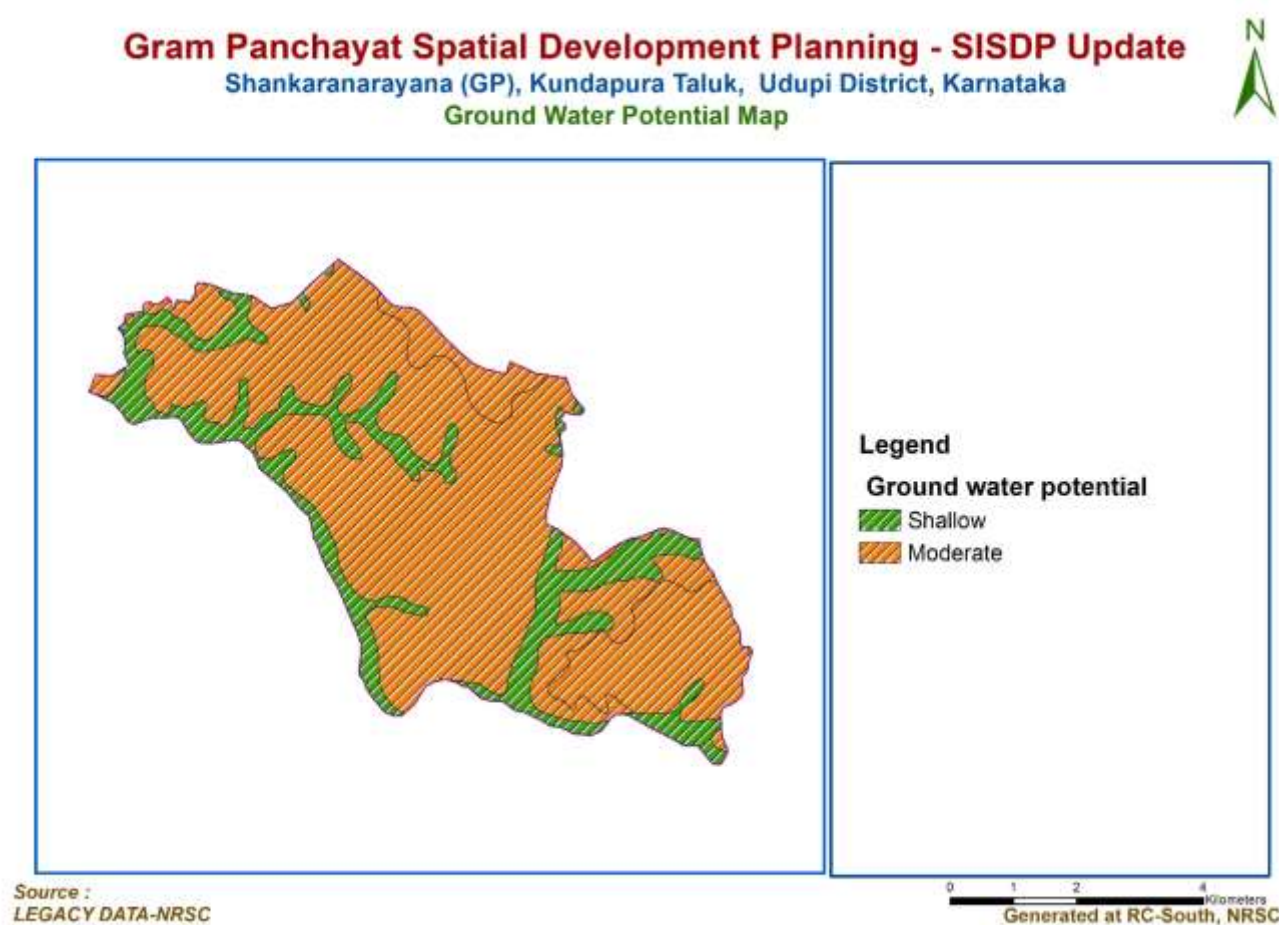 Gram Panchayat Spatial Development Planning - SISDP Update
Shankaranarayana (GP), Kundapura Taluk, Udupi District, Karnataka
Ground Water Potential Map
N
Legend
Ground water potential
Shallow
Moderate
Source :
LEGACY DATA-NRSC
0 1 2 4
Kilometers
Generated at RC-South, NRSC